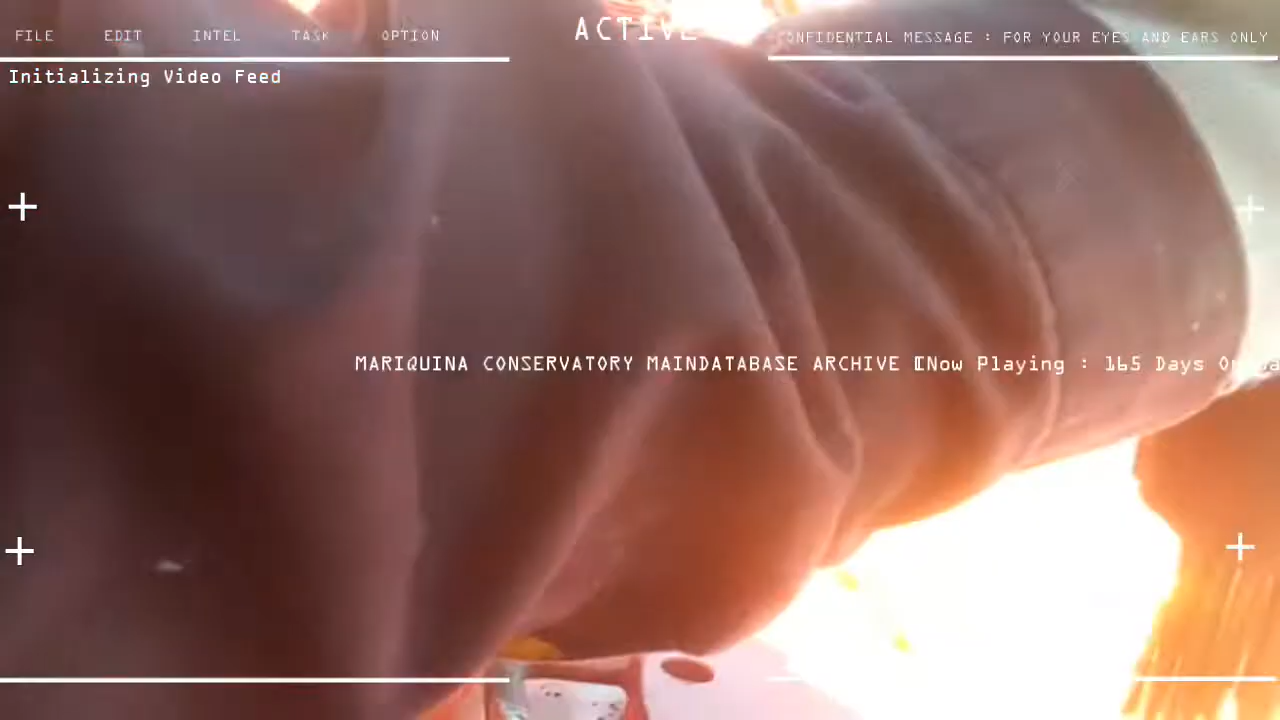 FILE EDIT INTEL TASK OPTION
ACTIVE
CONFIDENTIAL MESSAGE : FOR YOUR EYES AND EARS ONLY
Initializing Video Feed
MARIQUINA CONSERVATORY MAINDATABASE ARCHIVE [Now Playing : 165 Days